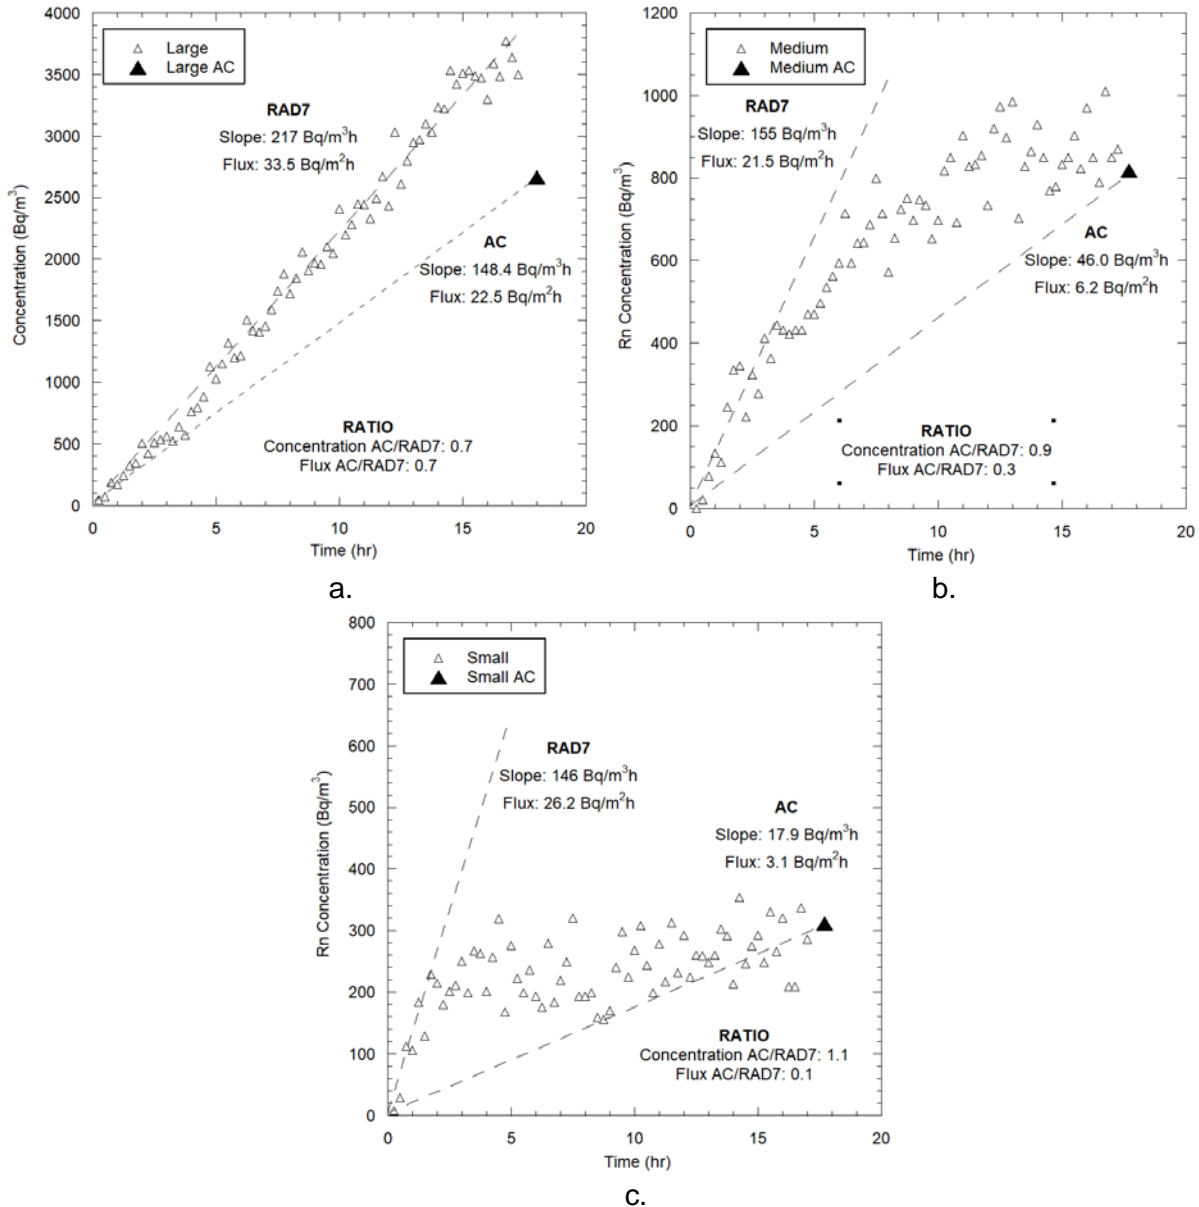 4000
3500
3000
2500
2000
1500
1000
500
0
Concentration (Bq/m³)
Large
Large AC
RAD7
Slope: 217 Bq/m³h
Flux: 33.5 Bq/m²h
AC
Slope: 148.4 Bq/m³h
Flux: 22.5 Bq/m²h
RATIO
Concentration AC/RAD7: 0.7
Flux AC/RAD7: 0.7
0 5 10 15 20
Time (hr)
a.
1200
1000
800
600
400
200
0
Rn Concentration (Bq/m³)
Medium
Medium AC
RAD7
Slope: 155 Bq/m³h
Flux: 21.5 Bq/m²h
AC
Slope: 46.0 Bq/m³h
Flux: 6.2 Bq/m²h
RATIO
Concentration AC/RAD7: 0.9
Flux AC/RAD7: 0.3
0 5 10 15 20
Time (hr)
b.
800
700
600
500
400
300
200
100
0
Rn Concentration (Bq/m³)
Small
Small AC
RAD7
Slope: 146 Bq/m³h
Flux: 26.2 Bq/m²h
AC
Slope: 17.9 Bq/m³h
Flux: 3.1 Bq/m²h
RATIO
Concentration AC/RAD7: 1.1
Flux AC/RAD7: 0.1
0 5 10 15 20
Time (hr)
c.